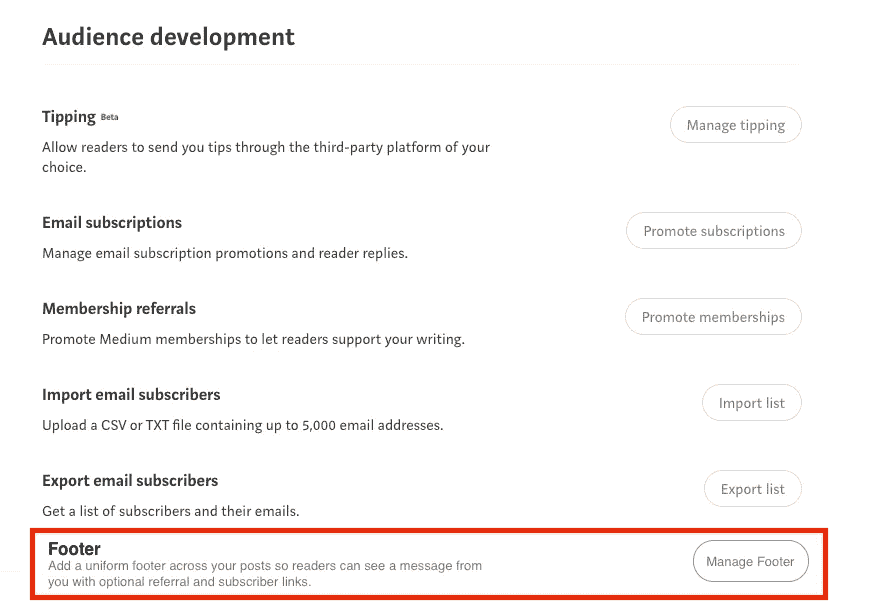 Audience development
Tipping Beta
Manage tipping
Allow readers to send you tips through the third-party platform of your
choice.
Email subscriptions
Promote subscriptions
Manage email subscription promotions and reader replies.
Membership referrals
Promote memberships
Promote Medium memberships to let readers support your writing.
Import email subscribers
Import list
Upload a CSV or TXT file containing up to 5,000 email addresses.
Export email subscribers
Export list
Get a list of subscribers and their emails.
Footer
Manage Footer
Add a uniform footer across your posts so readers can see a message from
you with optional referral and subscriber links.